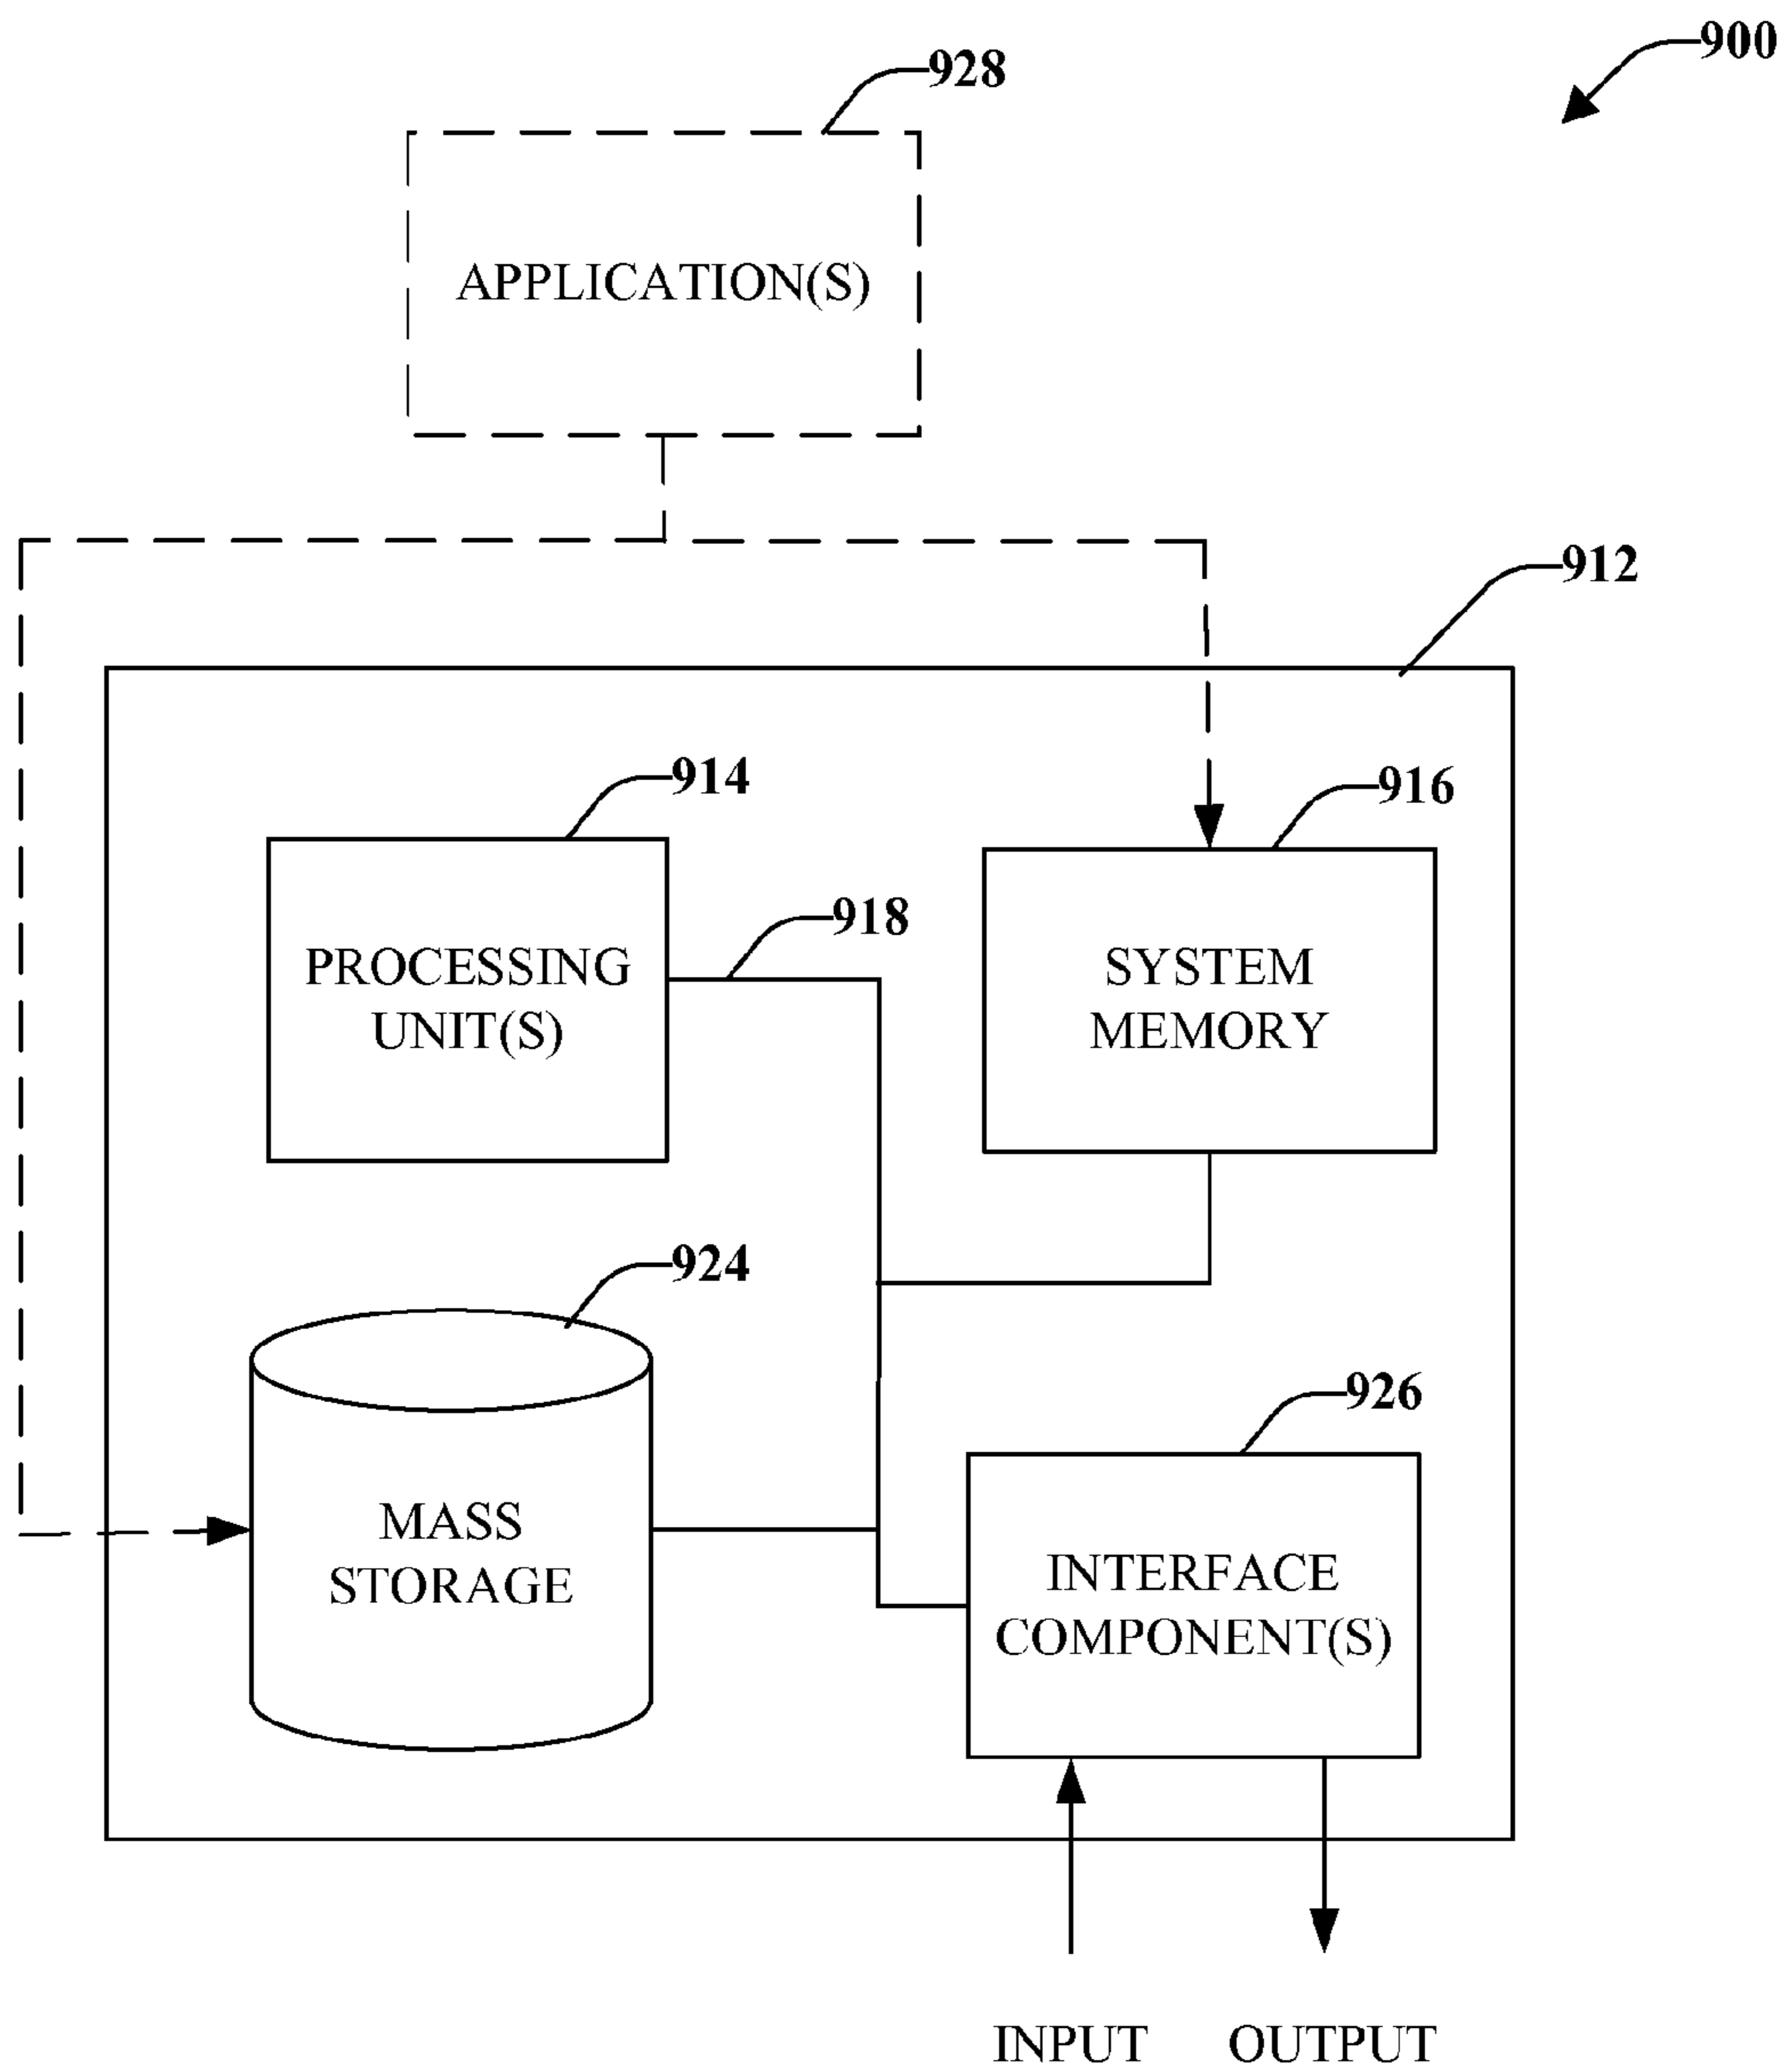 900
928
APPLICATION(S)
912
914
916
918
PROCESSING
UNIT(S)
SYSTEM
MEMORY
924
926
MASS
STORAGE
INTERFACE
COMPONENT(S)
INPUT
OUTPUT